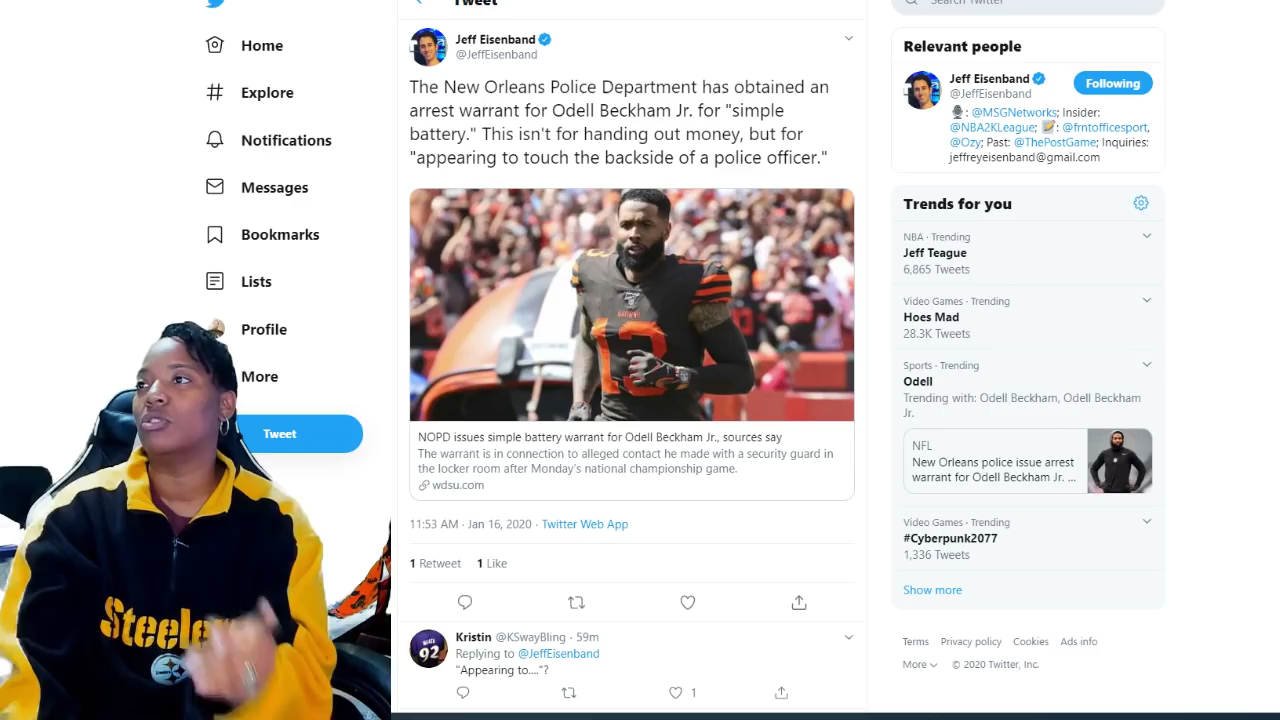 Tweet
Search Twitter
Home
Explore
Notifications
Messages
Bookmarks
Lists
Profile
More
Tweet
Steele
Jeff Eisenband
@JeffEisenband
The New Orleans Police Department has obtained an
arrest warrant for Odell Beckham Jr. for "simple
battery." This isn't for handing out money, but for
"appearing to touch the backside of a police officer."
13
NOPD issues simple battery warrant for Odell Beckham Jr., sources say
The warrant is in connection to alleged contact he made with a security guard in
the locker room after Monday's national championship game.
wdsu.com
11:53 AM · Jan 16, 2020 · Twitter Web App
1 Retweet 1 Like
Kristin @KSwayBling · 59m
Replying to @JeffEisenband
"Appearing to...."?
1
92
Relevant people
Jeff Eisenband
@JeffEisenband
Following
: @MSGNetworks; Insider:
@NBA2KLeague; : @frntofficesport,
@Ozy; Past: @ThePostGame; Inquiries:
jeffreyeisenband@gmail.com
Trends for you
NBA · Trending
Jeff Teague
6,865 Tweets
Video Games · Trending
Hoes Mad
28.3K Tweets
Sports · Trending
Odell
Trending with: Odell Beckham, Odell Beckham
Jr.
NFL
New Orleans police issue arrest
warrant for Odell Beckham Jr. ...
Video Games · Trending
#Cyberpunk2077
1,336 Tweets
Show more
Terms Privacy policy Cookies Ads info
More © 2020 Twitter, Inc.